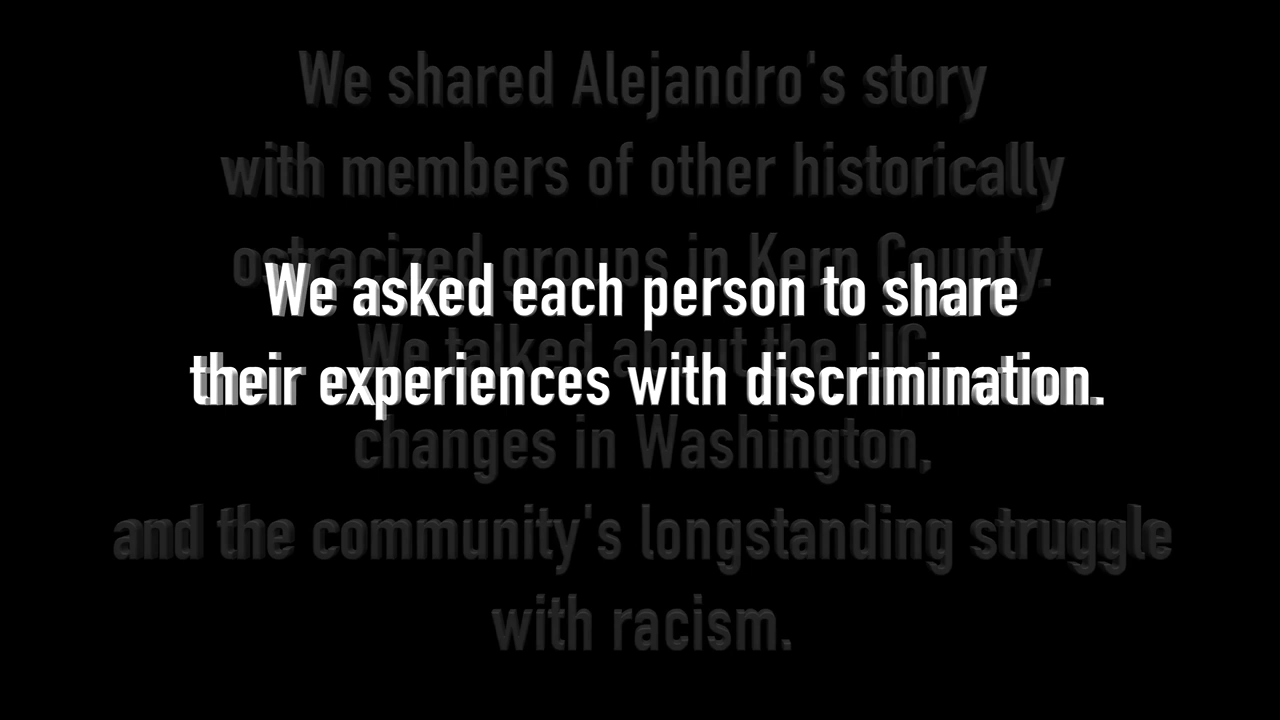 We shared Alejandro's story
with members of other historically
ostracized groups in Kern County.
We asked each person to share
We talked about the
their experiences with discrimination.
changes in Washington,
and the community's longstanding struggle
with racism.